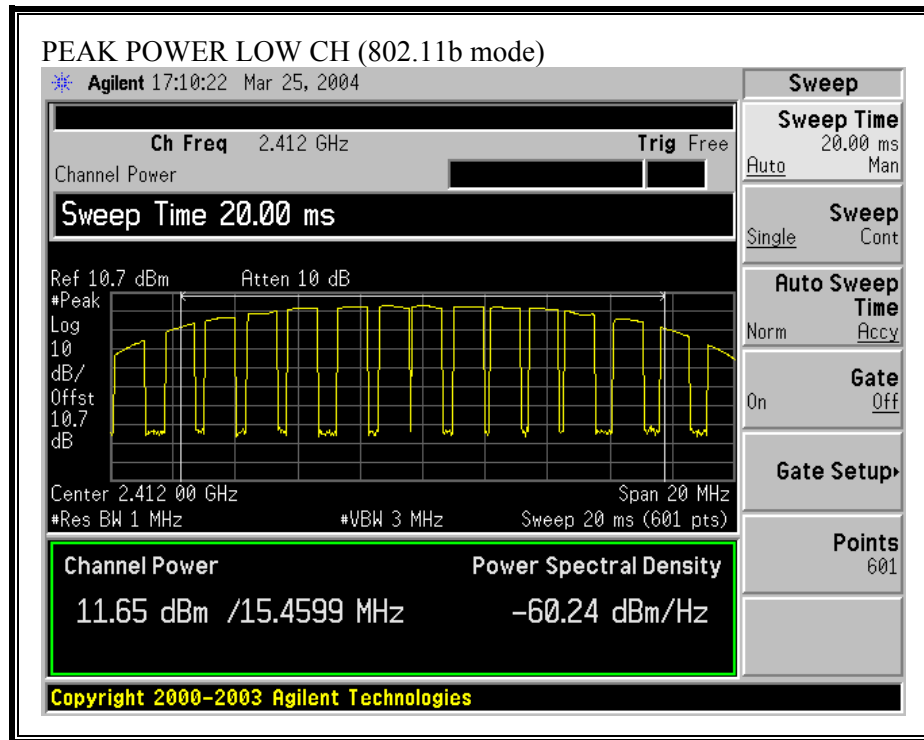 PEAK POWER LOW CH (802.11b mode)
Agilent 17:10:22 Mar 25, 2004
Sweep
Ch Freq 2.412 GHz Trig Free
Channel Power
Sweep Time 20.00 ms
Ref 10.7 dBm Atten 10 dB
#Peak
Log
10
dB/
Offst
10.7
dB
Center 2.412 00 GHz Span 20 MHz
#Res BW 1 MHz #VBW 3 MHz Sweep 20 ms (601 pts)
Channel Power Power Spectral Density
11.65 dBm /15.4599 MHz -60.24 dBm/Hz
Copyright 2000-2003 Agilent Technologies
Sweep Time
20.00 ms
Auto Man
Sweep
Single Cont
Auto Sweep
Time
Norm Accy
Gate
On Off
Gate Setup
Points
601